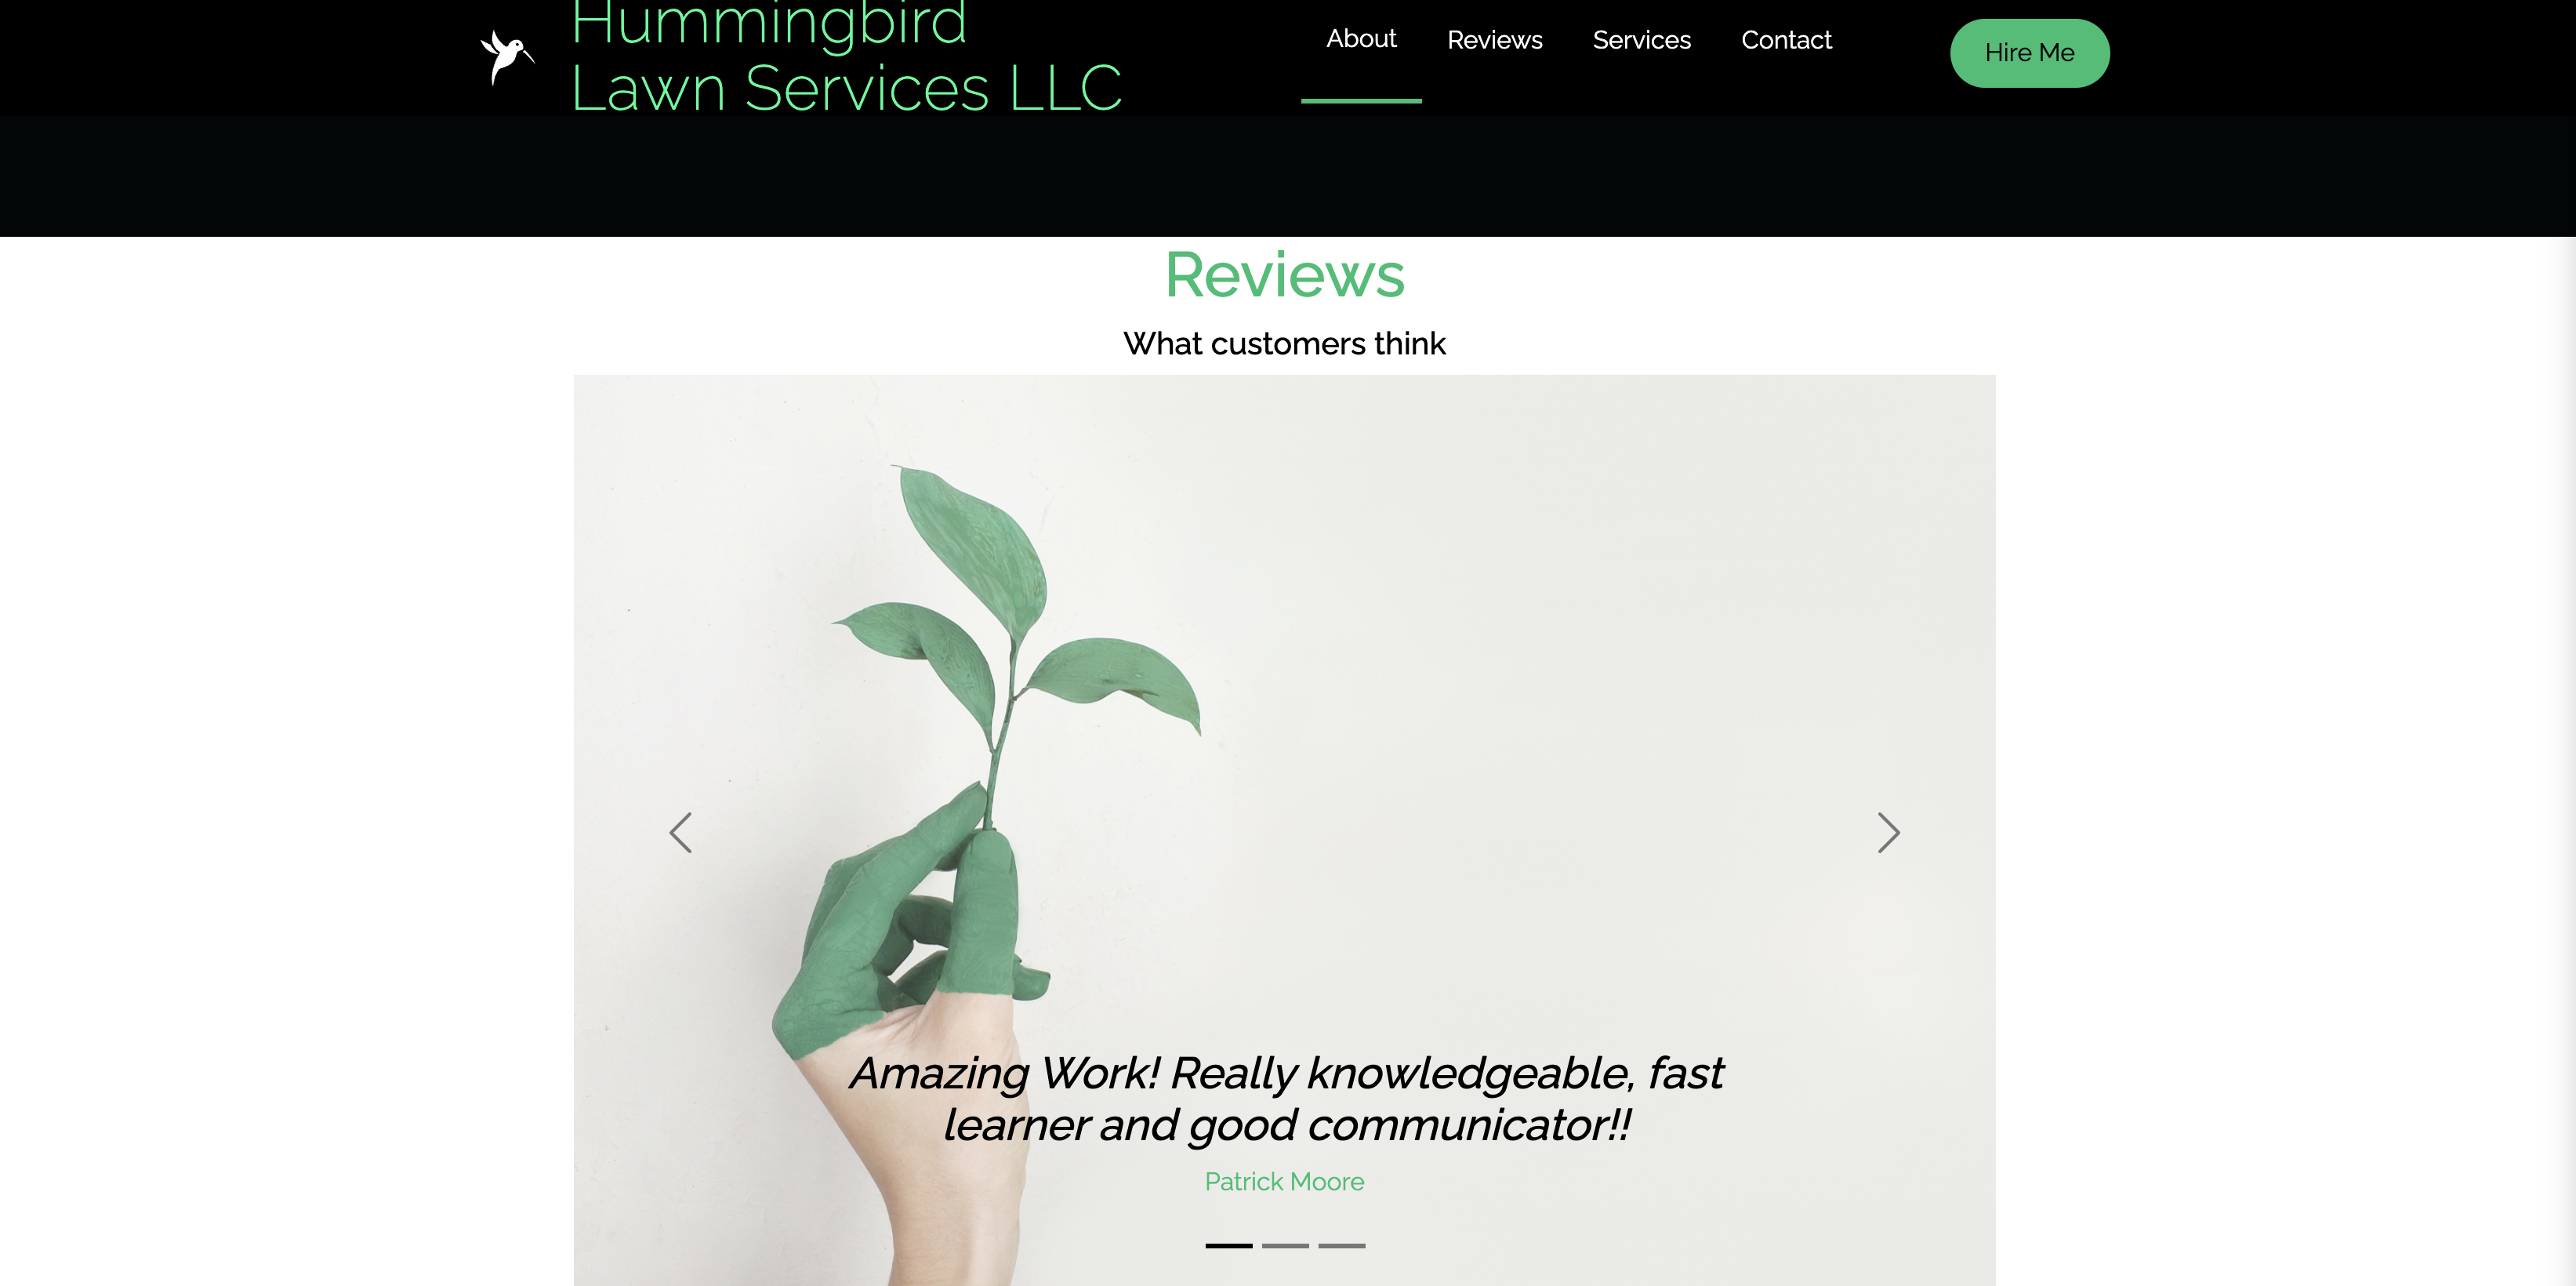 Hummingbird
Lawn Services LLC
About
Reviews
Services
Contact
Hire Me
Reviews
What customers think
Amazing Work! Really knowledgeable, fast
learner and good communicator!!
Patrick Moore